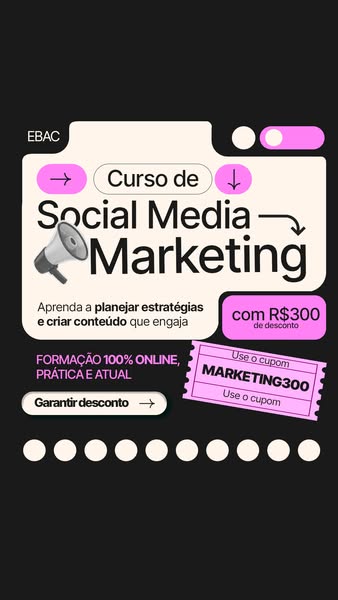 EBAC
Curso de
Social Media
Marketing
Aprenda a planejar estratégias
e criar conteúdo que engaja
com R$300
de desconto
FORMAÇÃO 100% ONLINE,
PRÁTICA E ATUAL
Use o cupom
MARKETING300
Use o cupom
Garantir desconto